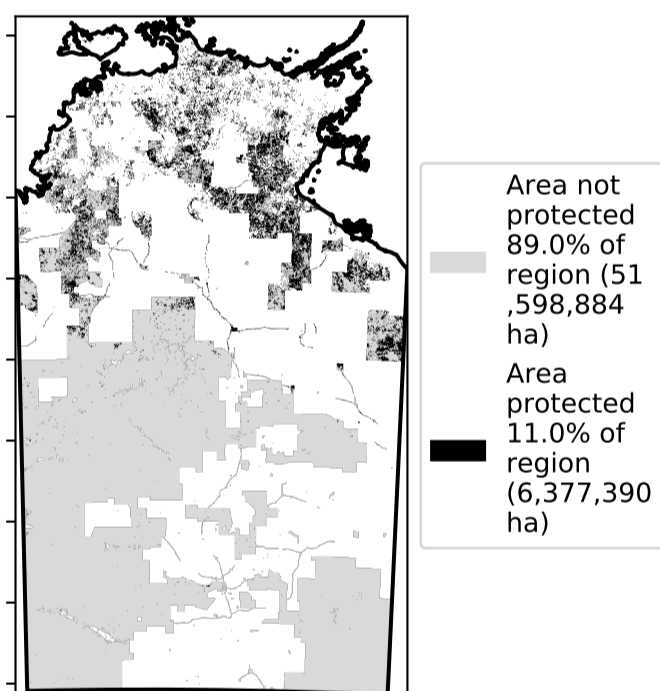 Area not
protected
89.0% of
region (51
,598,884
ha)
Area
protected
11.0% of
region
(6,377,390
ha)